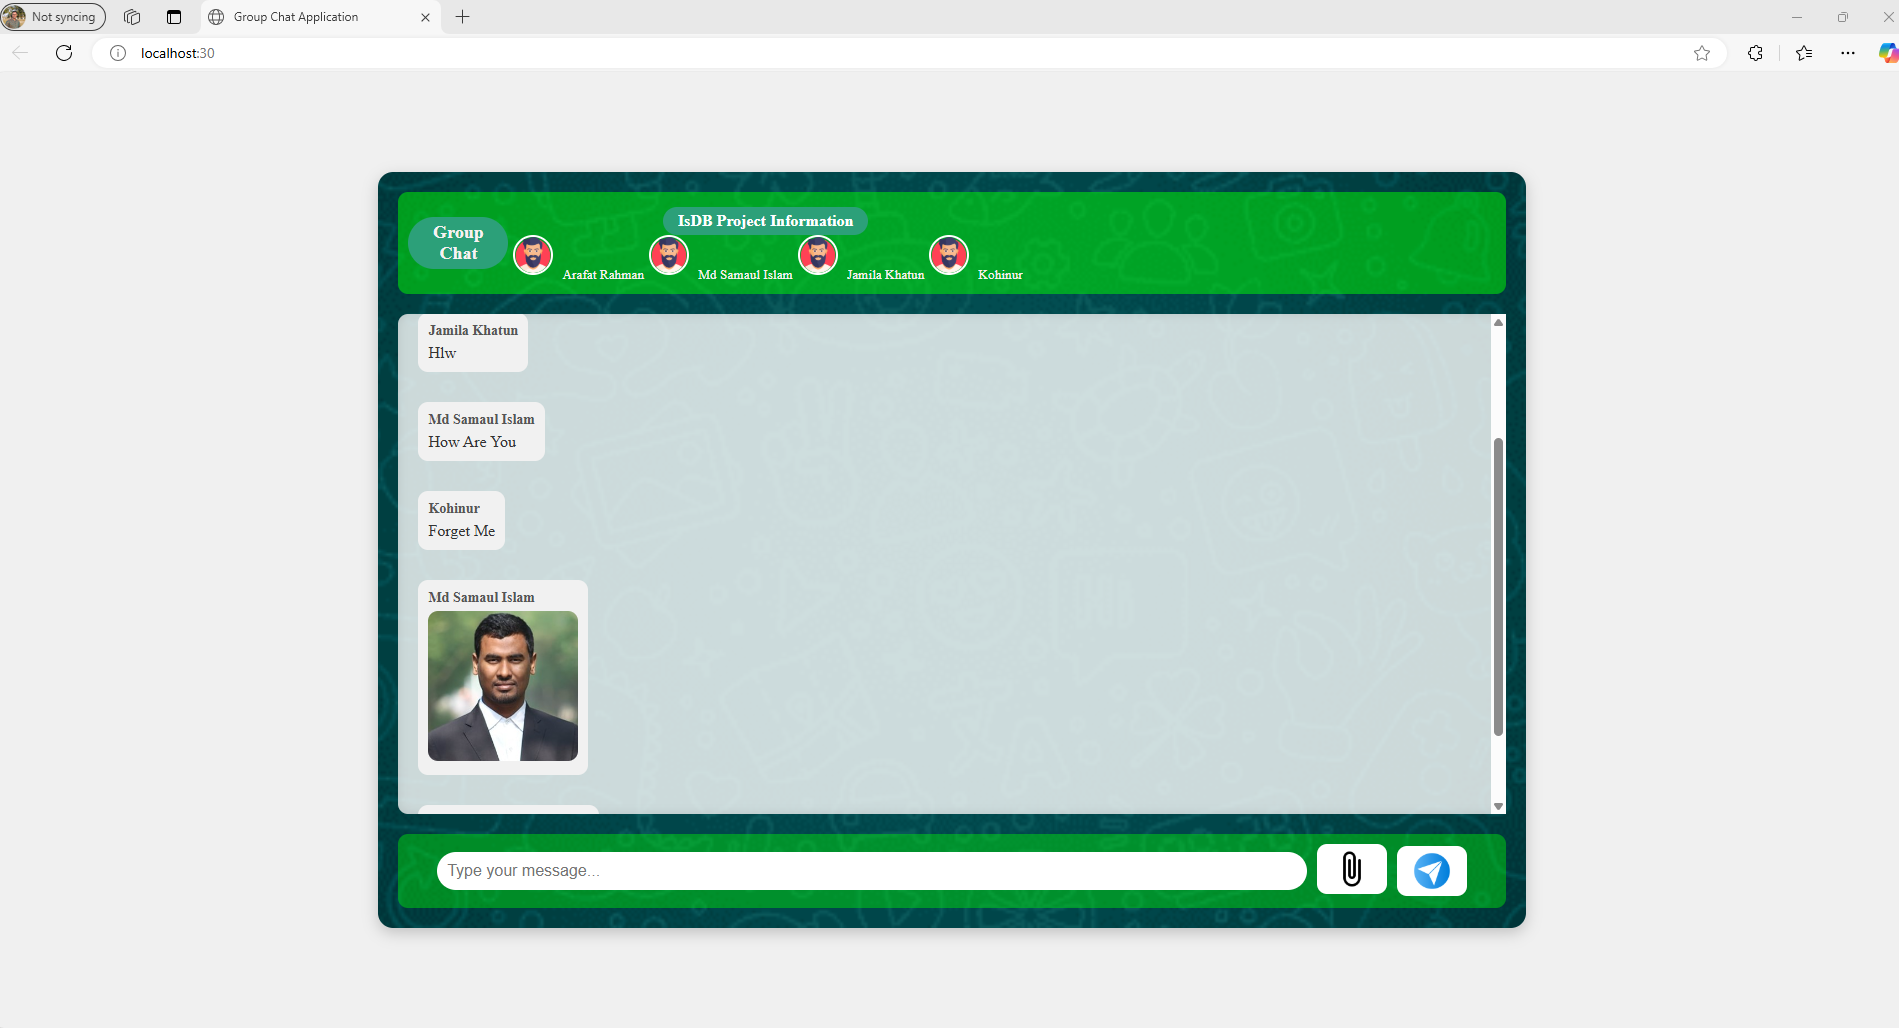 Not syncing
Group Chat Application
localhost:30
IsDB Project Information
Group
Chat
Arafat Rahman
Md Samaul Islam
Jamila Khatun
Kohinur
Jamila Khatun
Hlw
Md Samaul Islam
How Are You
Kohinur
Forget Me
Md Samaul Islam
Type your message...